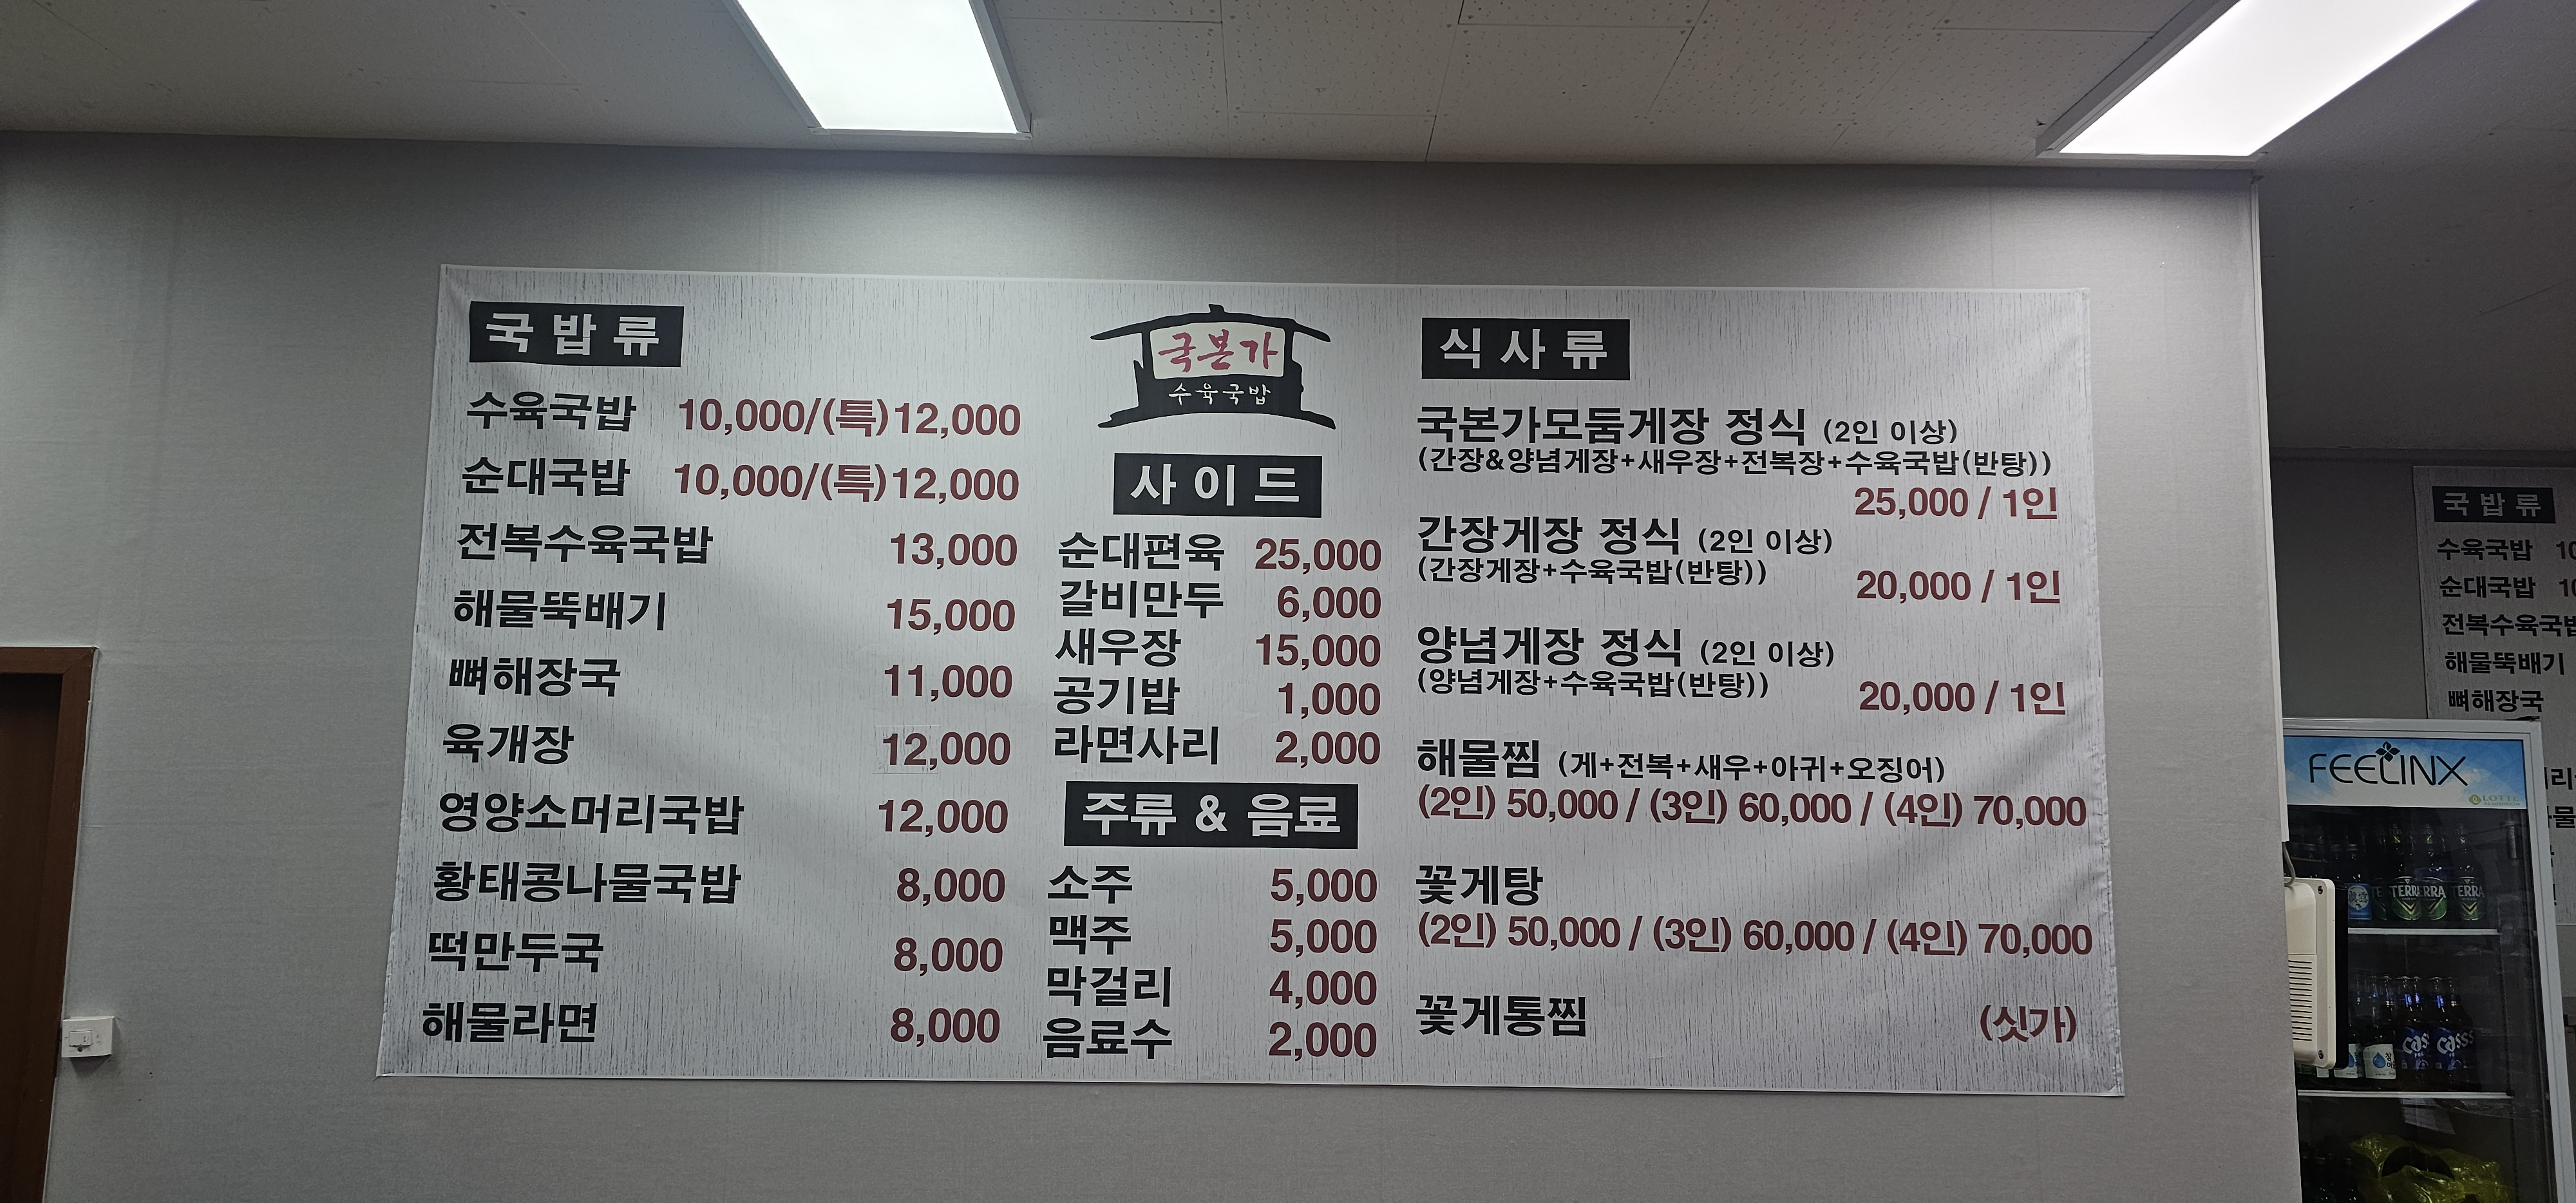 국밥류
수육국밥 10,000/(특)12,000
순대국밥 10,000/(특)12,000
전복수육국밥 13,000
해물뚝배기 15,000
뼈해장국 11,000
육개장 12,000
영양소머리국밥 12,000
황태콩나물국밥 8,000
떡만두국 8,000
해물라면 8,000
국본가
수육국밥
사이드
순대편육 25,000
갈비만두 6,000
새우장 15,000
공기밥 1,000
라면사리 2,000
주류 & 음료
소주 5,000
맥주 5,000
막걸리 4,000
음료수 2,000
식사류
국본가모둠게장 정식 (2인 이상)
(간장&양념게장+새우장+전복장+수육국밥(반탕))
25,000 / 1인
간장게장 정식 (2인 이상)
(간장게장+수육국밥(반탕))
20,000 / 1인
양념게장 정식 (2인 이상)
(양념게장+수육국밥(반탕))
20,000 / 1인
해물찜 (게+전복+새우+아귀+오징어)
(2인) 50,000 / (3인) 60,000 / (4인) 70,000
꽃게탕
(2인) 50,000 / (3인) 60,000 / (4인) 70,000
꽃게통찜 (싯가)
국밥류
수육국밥 10
순대국밥 10
전복수육국밥
해물뚝배기
뼈해장국
FEELINX
TERRA
TERRA
Cass
Cass